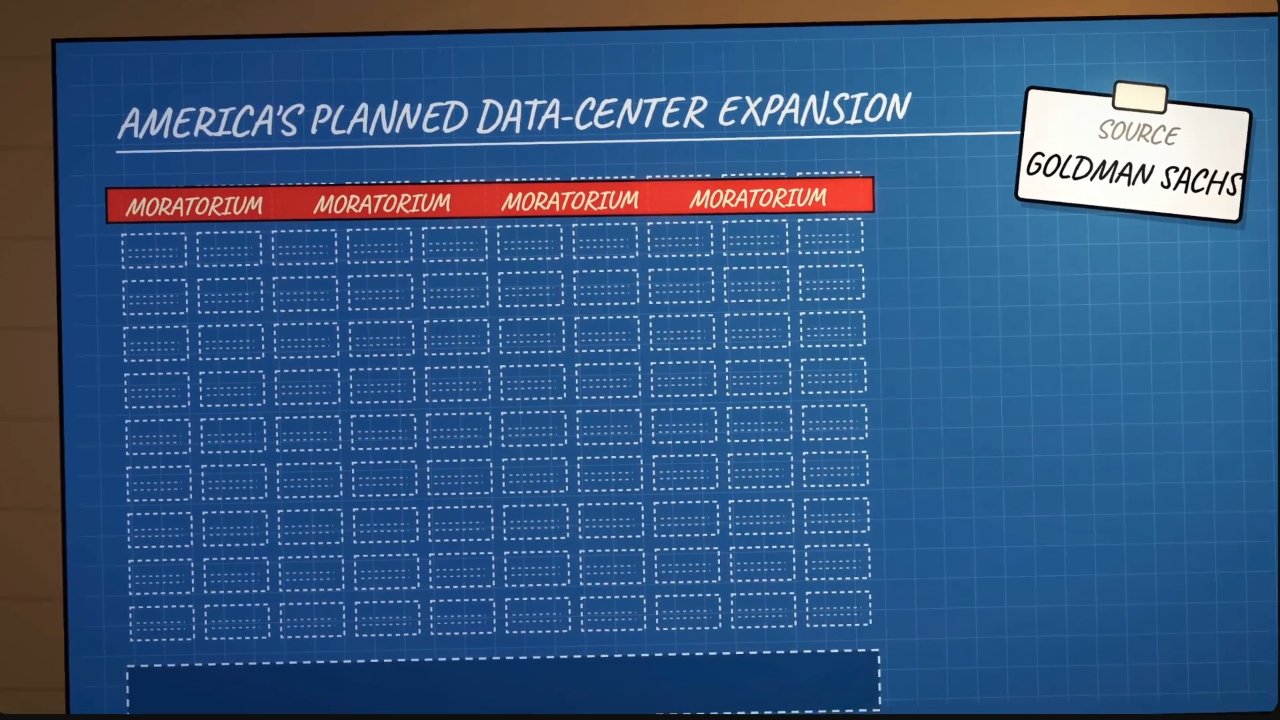 AMERICA'S PLANNED DATA-CENTER EXPANSION
SOURCE
GOLDMAN SACHS
MORATORIUM MORATORIUM MORATORIUM MORATORIUM